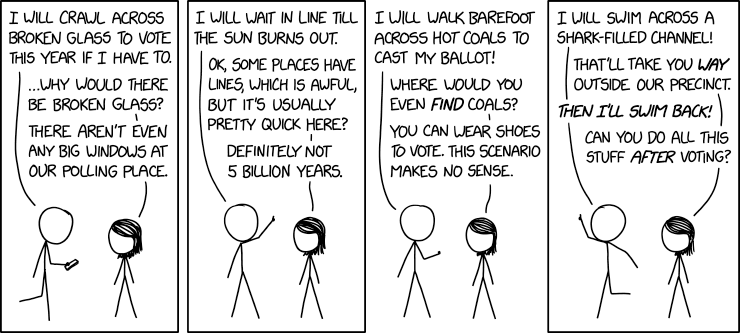 I WILL CRAWL ACROSS
BROKEN GLASS TO VOTE
THIS YEAR IF I HAVE TO.
...WHY WOULD THERE
BE BROKEN GLASS?
THERE AREN'T EVEN
ANY BIG WINDOWS AT
OUR POLLING PLACE.
I WILL WAIT IN LINE TILL
THE SUN BURNS OUT.
OK, SOME PLACES HAVE
LINES, WHICH IS AWFUL,
BUT IT'S USUALLY
PRETTY QUICK HERE?
DEFINITELY NOT
5 BILLION YEARS.
I WILL WALK BAREFOOT
ACROSS HOT COALS TO
CAST MY BALLOT!
WHERE WOULD YOU
EVEN FIND COALS?
YOU CAN WEAR SHOES
TO VOTE. THIS SCENARIO
MAKES NO SENSE.
I WILL SWIM ACROSS A
SHARK-FILLED CHANNEL!
THAT'LL TAKE YOU WAY
OUTSIDE OUR PRECINCT.
THEN I'LL SWIM BACK!
CAN YOU DO ALL THIS
STUFF AFTER VOTING?